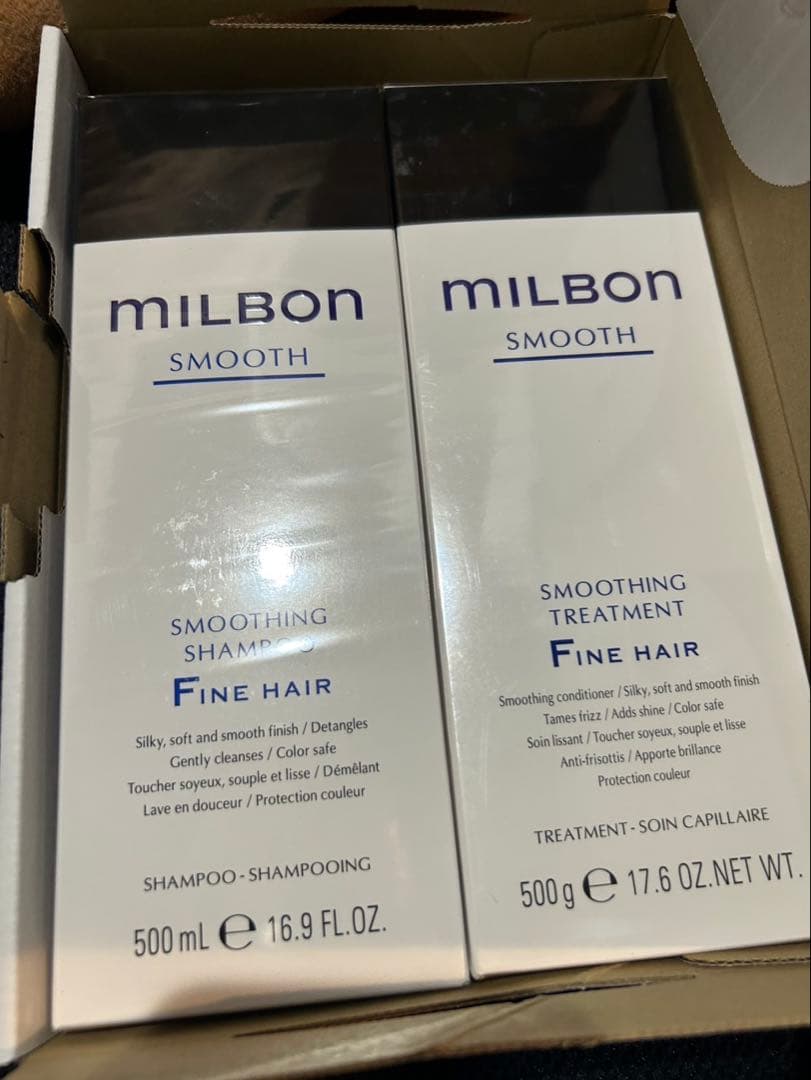 mILBON
SMOOTH
SMOOTHING
SHAMPOO
FINE HAIR
Silky, soft and smooth finish / Detangles
Gently cleanses / Color safe
Toucher soyeux, souple et lisse / Démêlant
Lave en douceur / Protection couleur
SHAMPOO - SHAMPOOING
500 mL ℮ 16.9 FL.OZ.
mILBON
SMOOTH
SMOOTHING
TREATMENT
FINE HAIR
Smoothing conditioner / Silky, soft and smooth finish
Tames frizz / Adds shine / Color safe
Soin lissant / Toucher soyeux, souple et lisse
Anti-frisottis / Apporte brillance
Protection couleur
TREATMENT - SOIN CAPILLAIRE
500 g ℮ 17.6 OZ.NET WT.